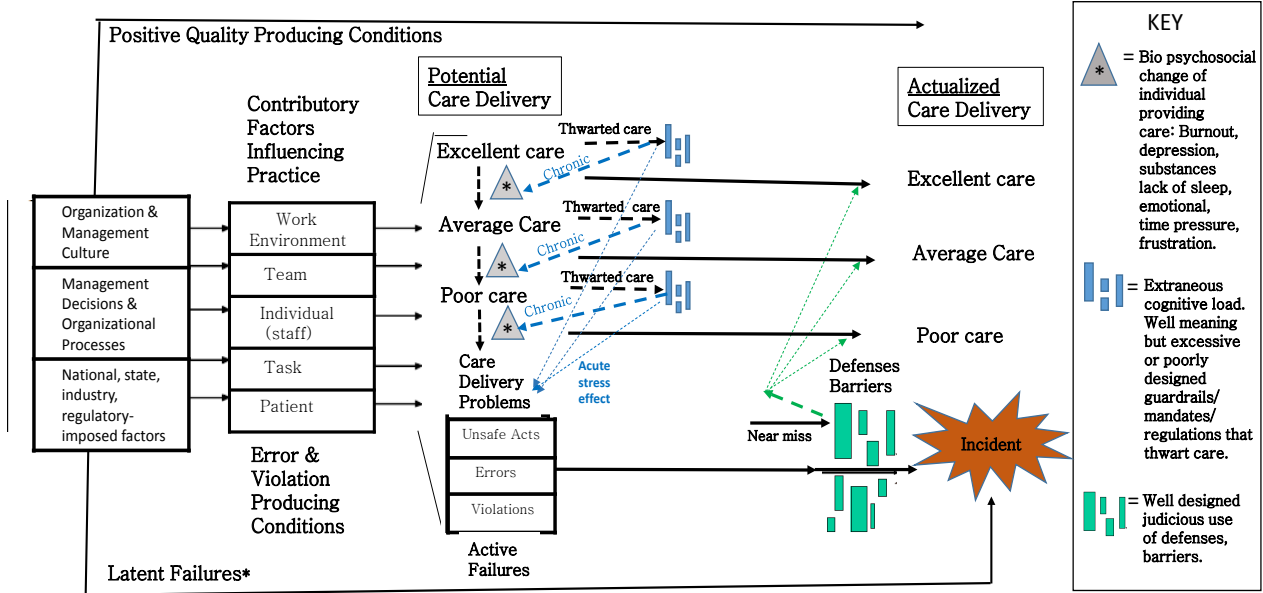 Positive Quality Producing Conditions
Potential
Care Delivery
Actualized
Care Delivery
Contributory
Factors
Influencing
Practice
Organization &
Management
Culture
Management
Decisions &
Organizational
Processes
National, state,
industry,
regulatory-
imposed factors
Work
Environment
Team
Individual
(staff)
Task
Patient
Error &
Violation
Producing
Conditions
Latent Failures*
Thwarted care
Excellent care
Chronic
*
Thwarted care
Average Care
Chronic
*
Thwarted care
Poor care
Chronic
*
Care
Delivery
Problems
Acute
stress
effect
Unsafe Acts
Errors
Violations
Active
Failures
Excellent care
Average Care
Poor care
Defenses
Barriers
Near miss
Incident
KEY
*
= Bio psychosocial
change of
individual
providing
care: Burnout,
depression,
substances
lack of sleep,
emotional,
time pressure,
frustration.
= Extraneous
cognitive load.
Well meaning
but excessive
or poorly
designed
guardrails/
mandates/
regulations that
thwart care.
= Well designed
judicious use
of defenses,
barriers.